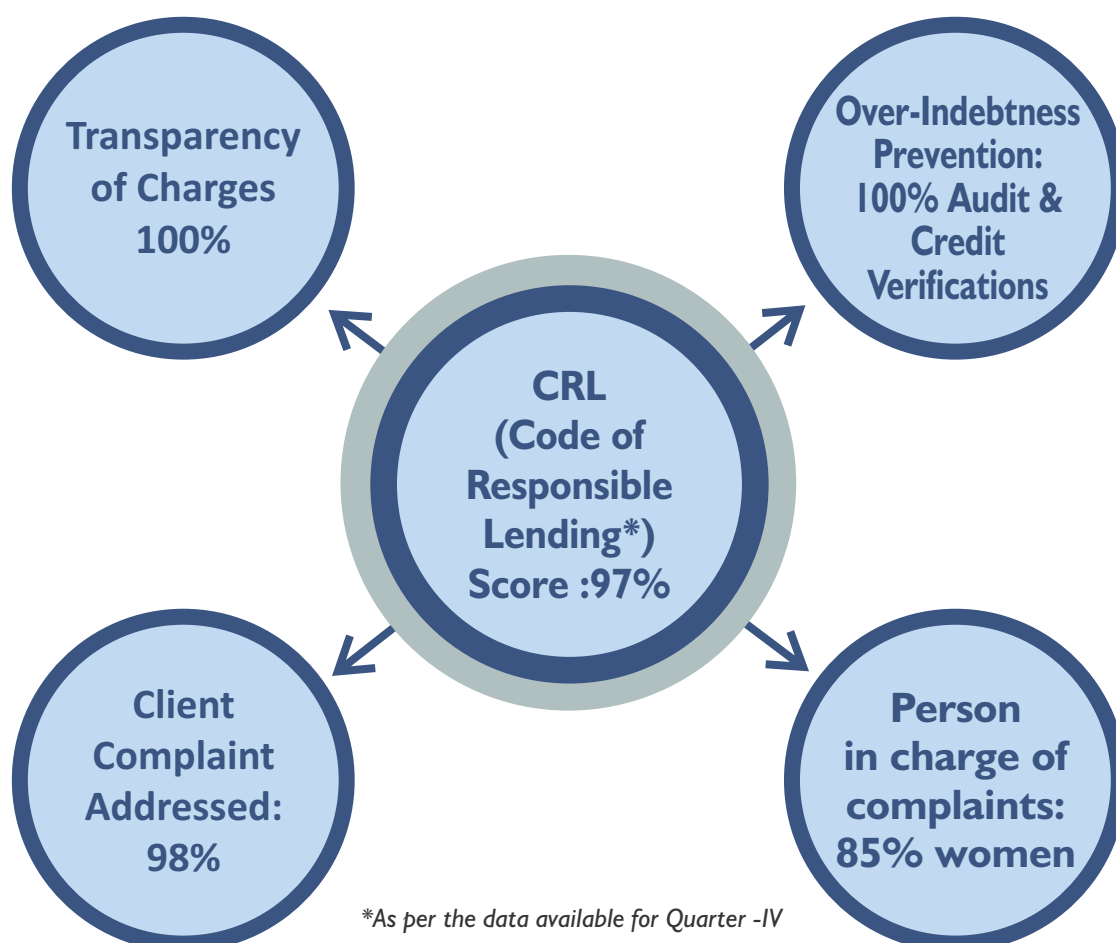 Transparency
of Charges
100%
Over-Indebtness
Prevention:
100% Audit &
Credit
Verifications
CRL
(Code of
Responsible
Lending*)
Score :97%
Client
Complaint
Addressed:
98%
Person
in charge of
complaints:
85% women
*As per the data available for Quarter -IV